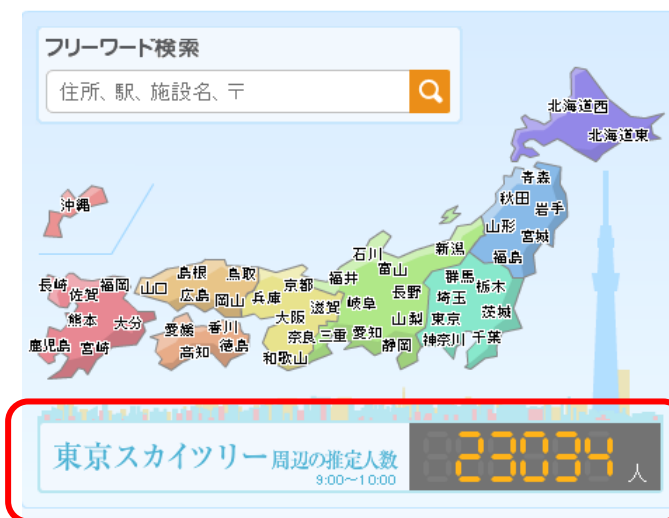 フリーワード検索
住所、駅、施設名、〒
北海道西
北海道東
青森
秋田
岩手
山形
宮城
福島
沖縄
石川
新潟
富山
福井
群馬
栃木
長野
埼玉
茨城
岐阜
山梨
東京
愛知
静岡
神奈川
千葉
島根
鳥取
京都
山口
広島
岡山
兵庫
滋賀
大阪
奈良
三重
和歌山
愛媛
香川
高知
徳島
長崎
佐賀
福岡
熊本
大分
鹿児島
宮崎
東京スカイツリー周辺の推定人数 23034人
9:00~10:00